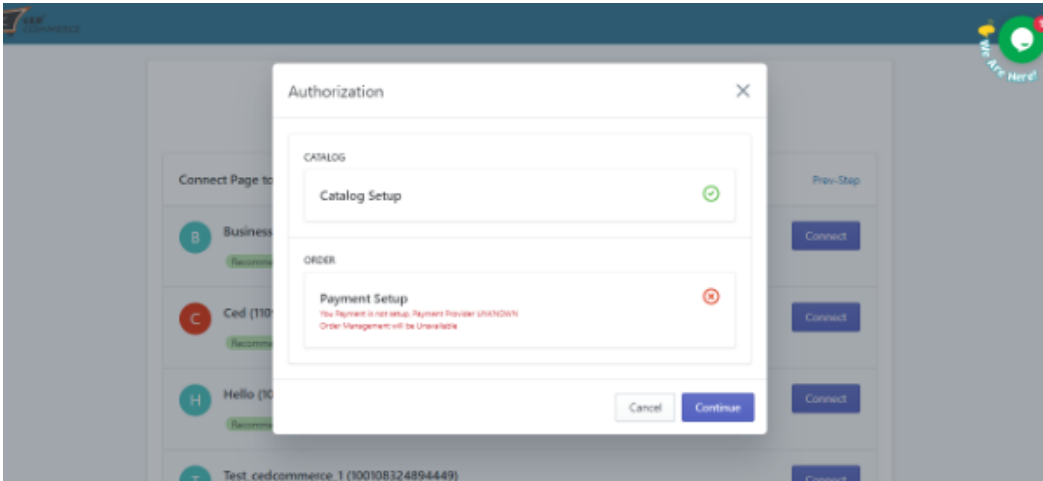 CED
COMMERCE
We Are Here!
Authorization
CATALOG
Catalog Setup
ORDER
Payment Setup
You Payment is not setup. Payment Provider UNKNOWN
Order Management will be Unavailable
Cancel Continue
Connect Page to
Prev-Step
B Business
Connect
C Ced (110
Connect
H Hello (10
Connect
Test_cedcommerce_1 (100108324894449)
Connect